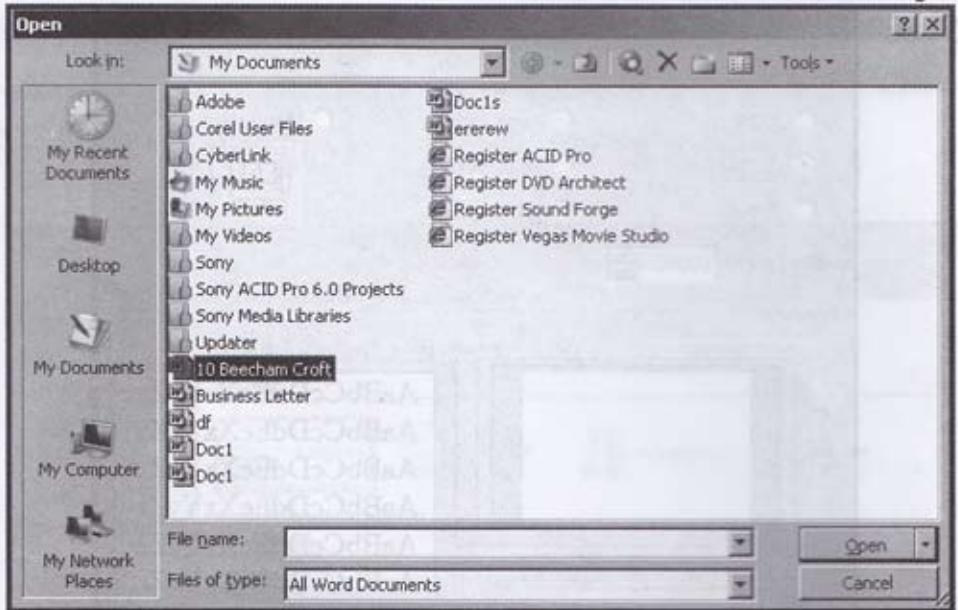 Open
Look in:
My Documents
Tools
My Recent
Documents
Desktop
My Documents
My Computer
My Network
Places
Adobe
Corel User Files
CyberLink
My Music
My Pictures
My Videos
Sony
Sony ACID Pro 6.0 Projects
Sony Media Libraries
Updater
10 Beecham Croft
Business Letter
df
Doc1
Doc1
Doc1s
ererew
Register ACID Pro
Register DVD Architect
Register Sound Forge
Register Vegas Movie Studio
File name:
Open
Files of type:
All Word Documents
Cancel